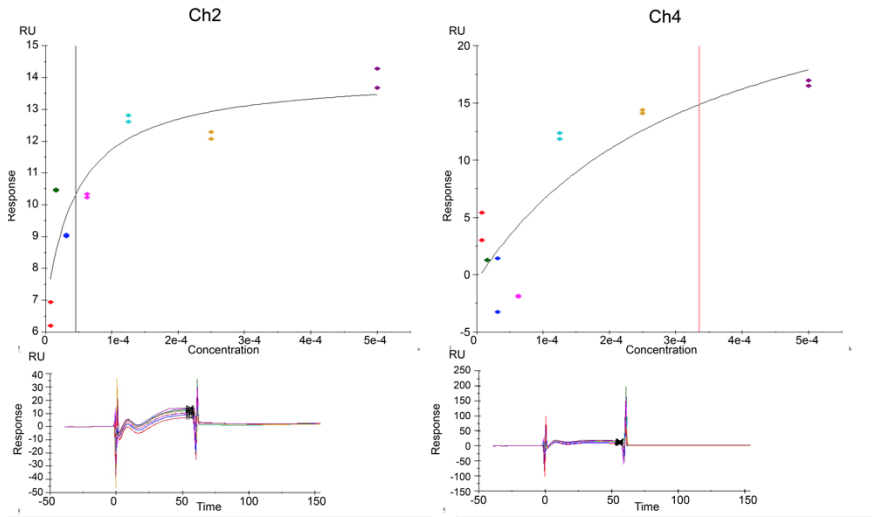 Ch2
RU
15
14
13
12
11
10
9
8
7
6
Response
0
1e-4
2e-4
3e-4
4e-4
5e-4
Concentration
Ch4
RU
20
15
10
5
0
-5
Response
0
1e-4
2e-4
3e-4
4e-4
5e-4
Concentration
RU
40
30
20
10
0
-10
-20
-30
-40
-50
Response
-50
0
50
100
150
Time
RU
250
200
150
100
50
0
-50
-100
-150
Response
-50
0
50
100
150
Time